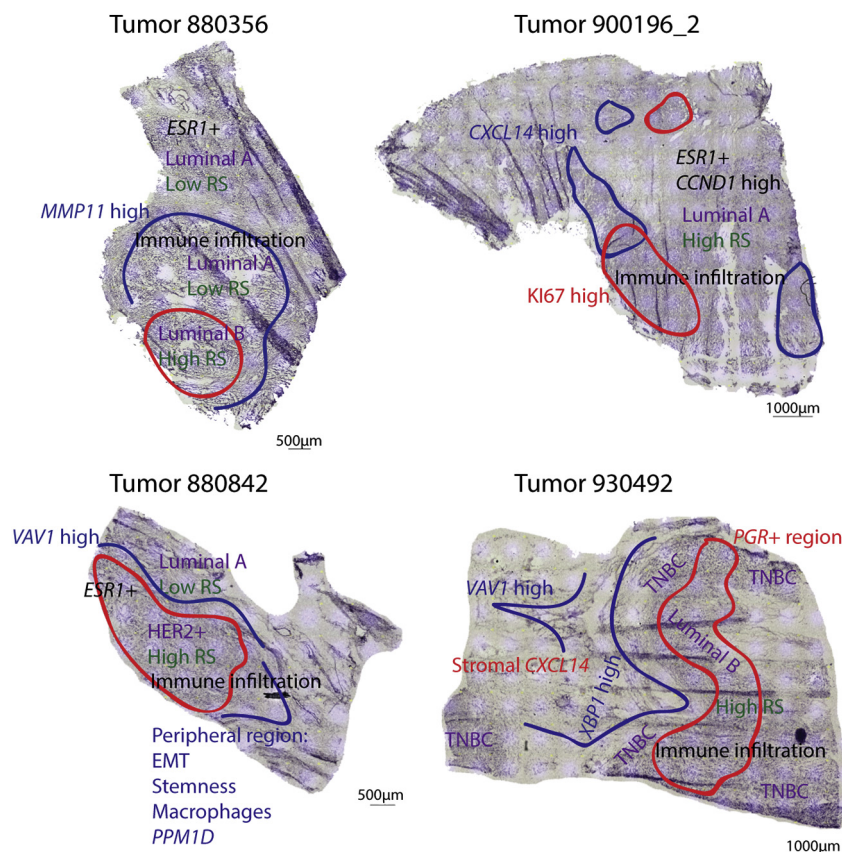 Tumor 880356
ESR1+
Luminal A
Low RS
MMP11 high
Immune infiltration
Luminal A
Low RS
Luminal B
High RS
500µm
Tumor 900196_2
CXCL14 high
ESR1+
CCND1 high
Luminal A
High RS
Immune infiltration
KI67 high
1000µm
Tumor 880842
VAV1 high
Luminal A
Low RS
ESR1+
HER2+
High RS
Immune infiltration
Peripheral region:
EMT
Stemness
Macrophages
PPM1D
500µm
Tumor 930492
PGR+ region
TNBC
TNBC
VAV1 high
Luminal B
Stromal CXCL14
XBP1 high
High RS
TNBC
TNBC
Immune infiltration
TNBC
1000µm